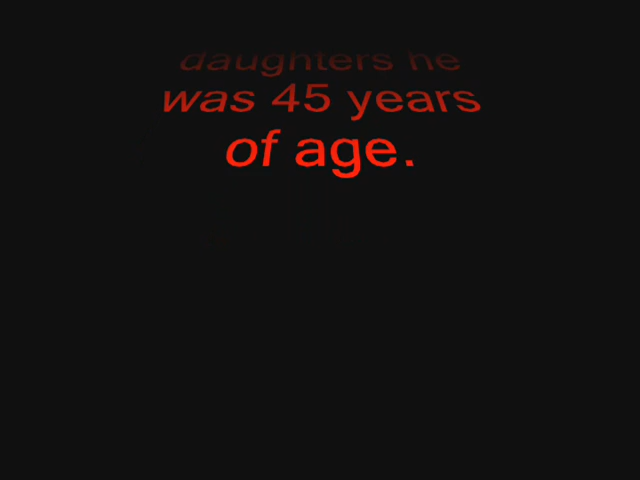 daughters he
was 45 years
of age.